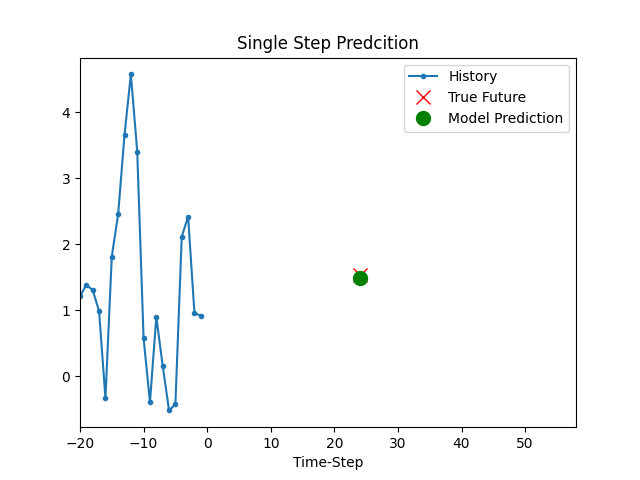 Single Step Predcition
History
True Future
Model Prediction
4
3
2
1
0
−20 −10 0 10 20 30 40 50
Time-Step